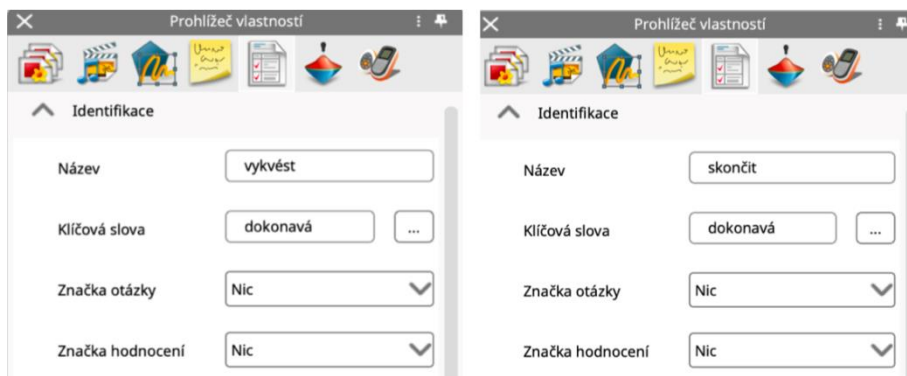 Prohlížeč vlastností
Identifikace
Název vykvést
Klíčová slova dokonavá ...
Značka otázky Nic
Značka hodnocení Nic
Prohlížeč vlastností
Identifikace
Název skončit
Klíčová slova dokonavá ...
Značka otázky Nic
Značka hodnocení Nic